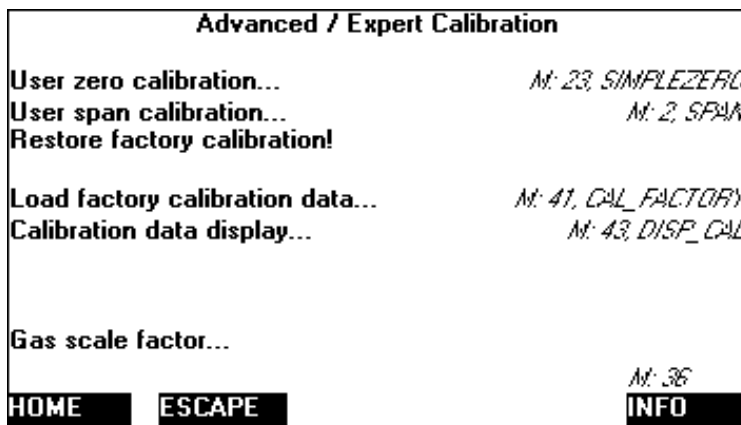 Advanced / Expert Calibration
User zero calibration... M: 23, SIMPLEZERO
User span calibration... M: 2, SPAN
Restore factory calibration!
Load factory calibration data... M: 41, CAL_FACTORY
Calibration data display... M: 43, DISP_CAL
Gas scale factor...
M: 36
HOME ESCAPE INFO